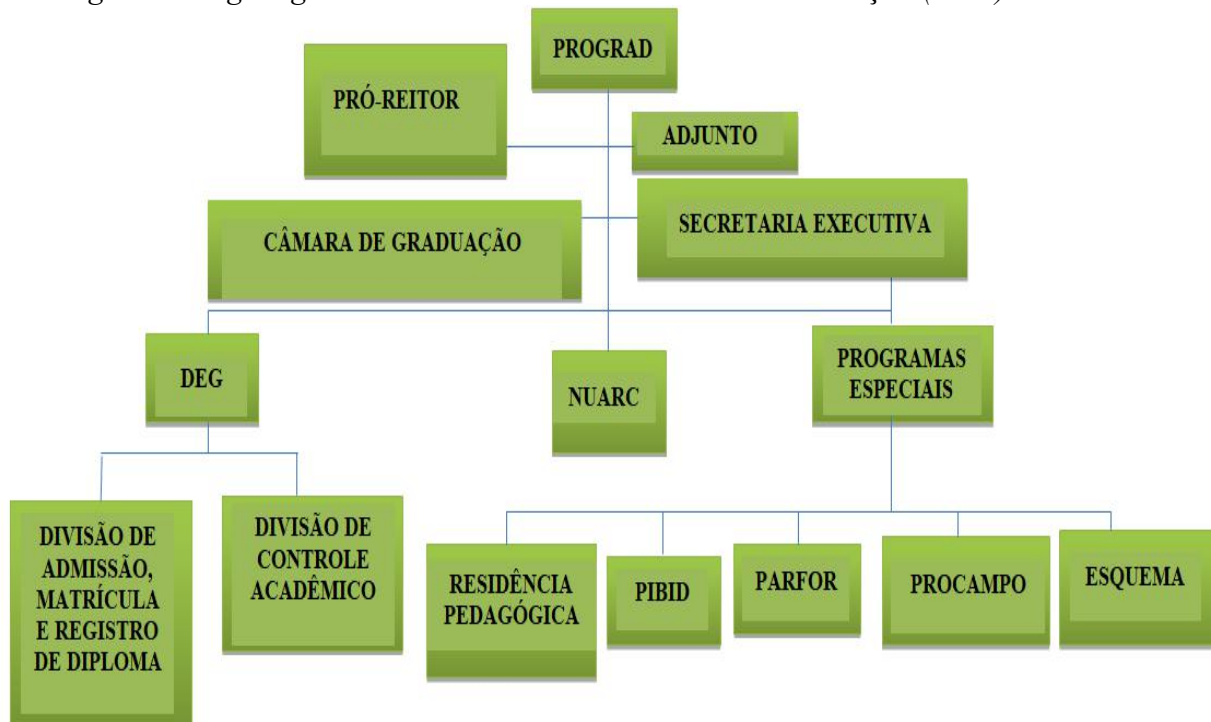 PROGRAD
PRÓ-REITOR
ADJUNTO
CÂMARA DE GRADUAÇÃO
SECRETARIA EXECUTIVA
DEG
NUARC
PROGRAMAS
ESPECIAIS
DIVISÃO DE
ADMISSÃO,
MATRÍCULA
E REGISTRO
DE DIPLOMA
DIVISÃO DE
CONTROLE
ACADÊMICO
RESIDÊNCIA
PEDAGÓGICA
PIBID
PARFOR
PROCAMPO
ESQUEMA